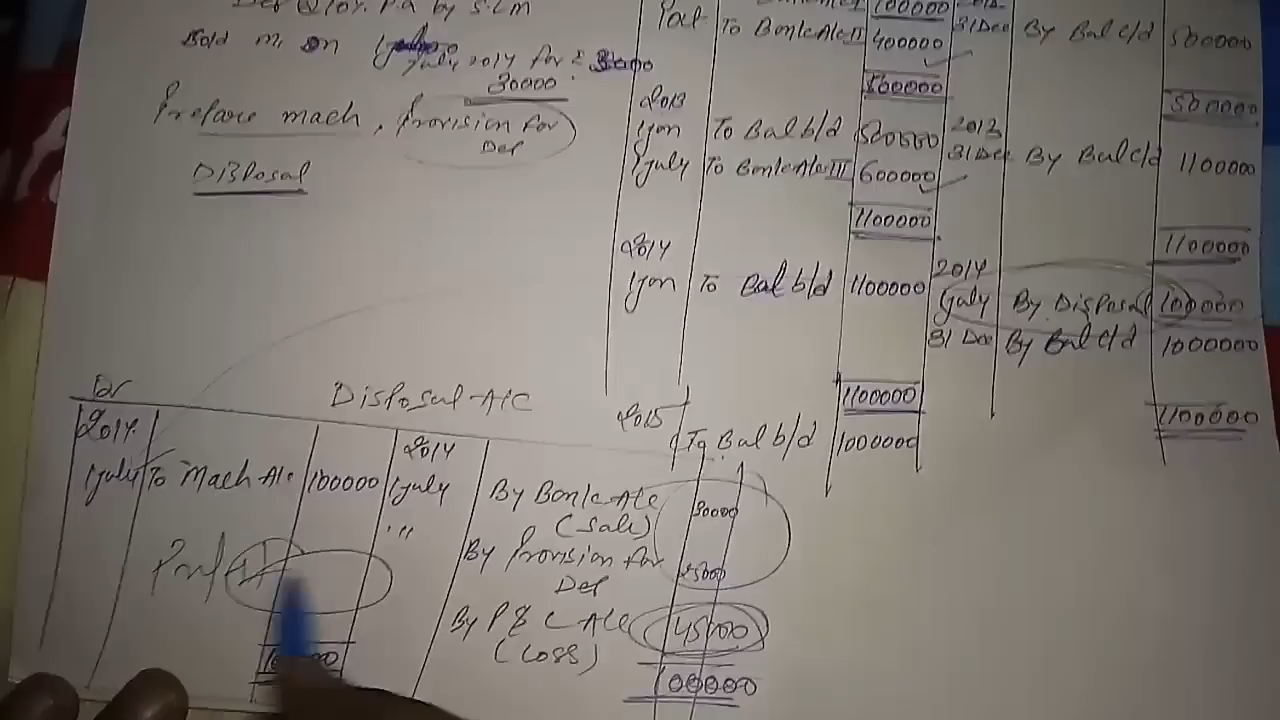 Dep @10%. P.a by S.L.m
Sold m, on July 2014 for
30000
Prepare mach, Provision for
Dep
Disposal
100000
To Bank A/c II 400000 31 Dec By Bal c/d 500000
500000 500000
2013
1 Jan To Bal b/d 500000 2013
1 July To Bank A/c III 600000 31 Dec By Bal c/d 1100000
1100000 1100000
2014
1 Jan To Bal b/d 1100000 2014
1 July By Disposal 100000
31 Dec By Bal c/d 1000000
1100000 1100000
2015
To Bal b/d 1000000
Dr Disposal A/c
2014 2014
1 July To Mach A/c 100000 1 July By Bank A/c 30000
(Sale)
" By Provision for 25000
Dep
Profit
By P & L A/c 45000
(Loss)
100000 100000